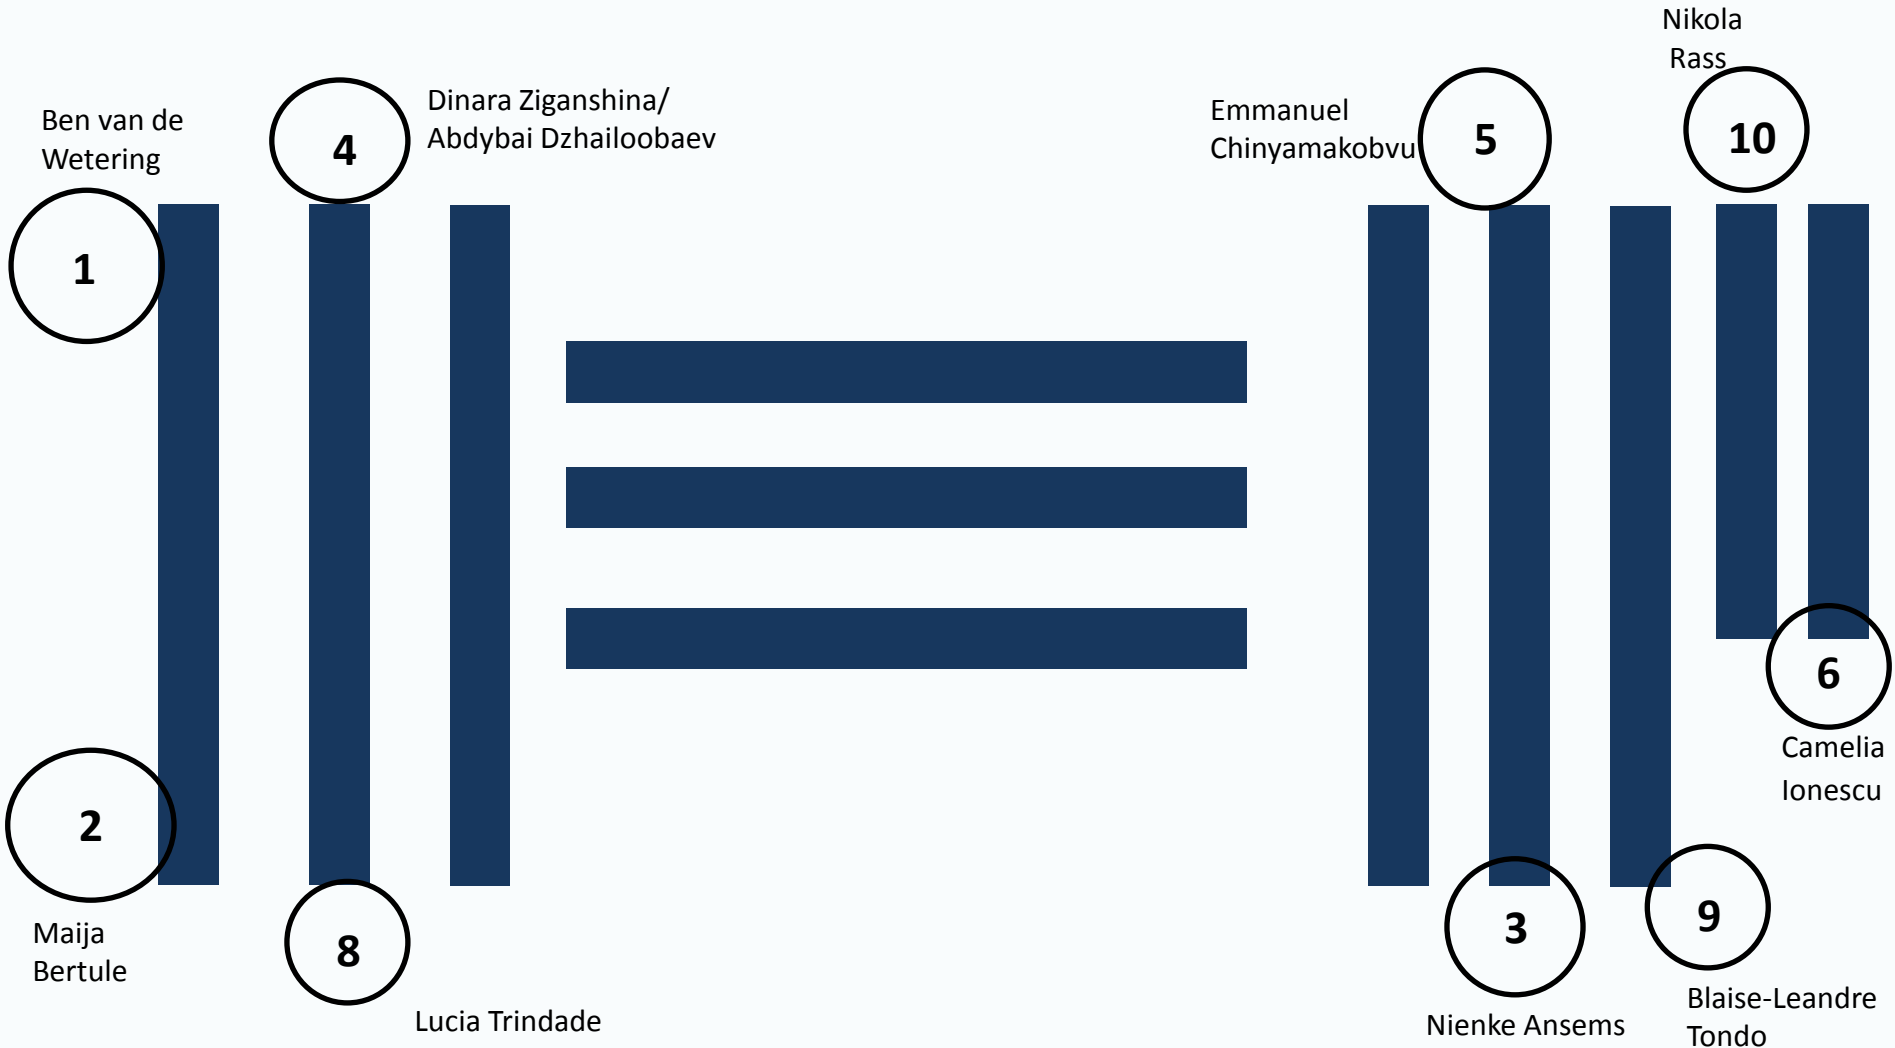 Nikola
Rass
Ben van de
Wetering
4
Dinara Ziganshina/
Abdybai Dzhailoobaev
Emmanuel
Chinyamakobvu
5
10
1
6
Camelia
Ionescu
2
Maija
Bertule
8
Lucia Trindade
3
Nienke Ansems
9
Blaise-Leandre
Tondo